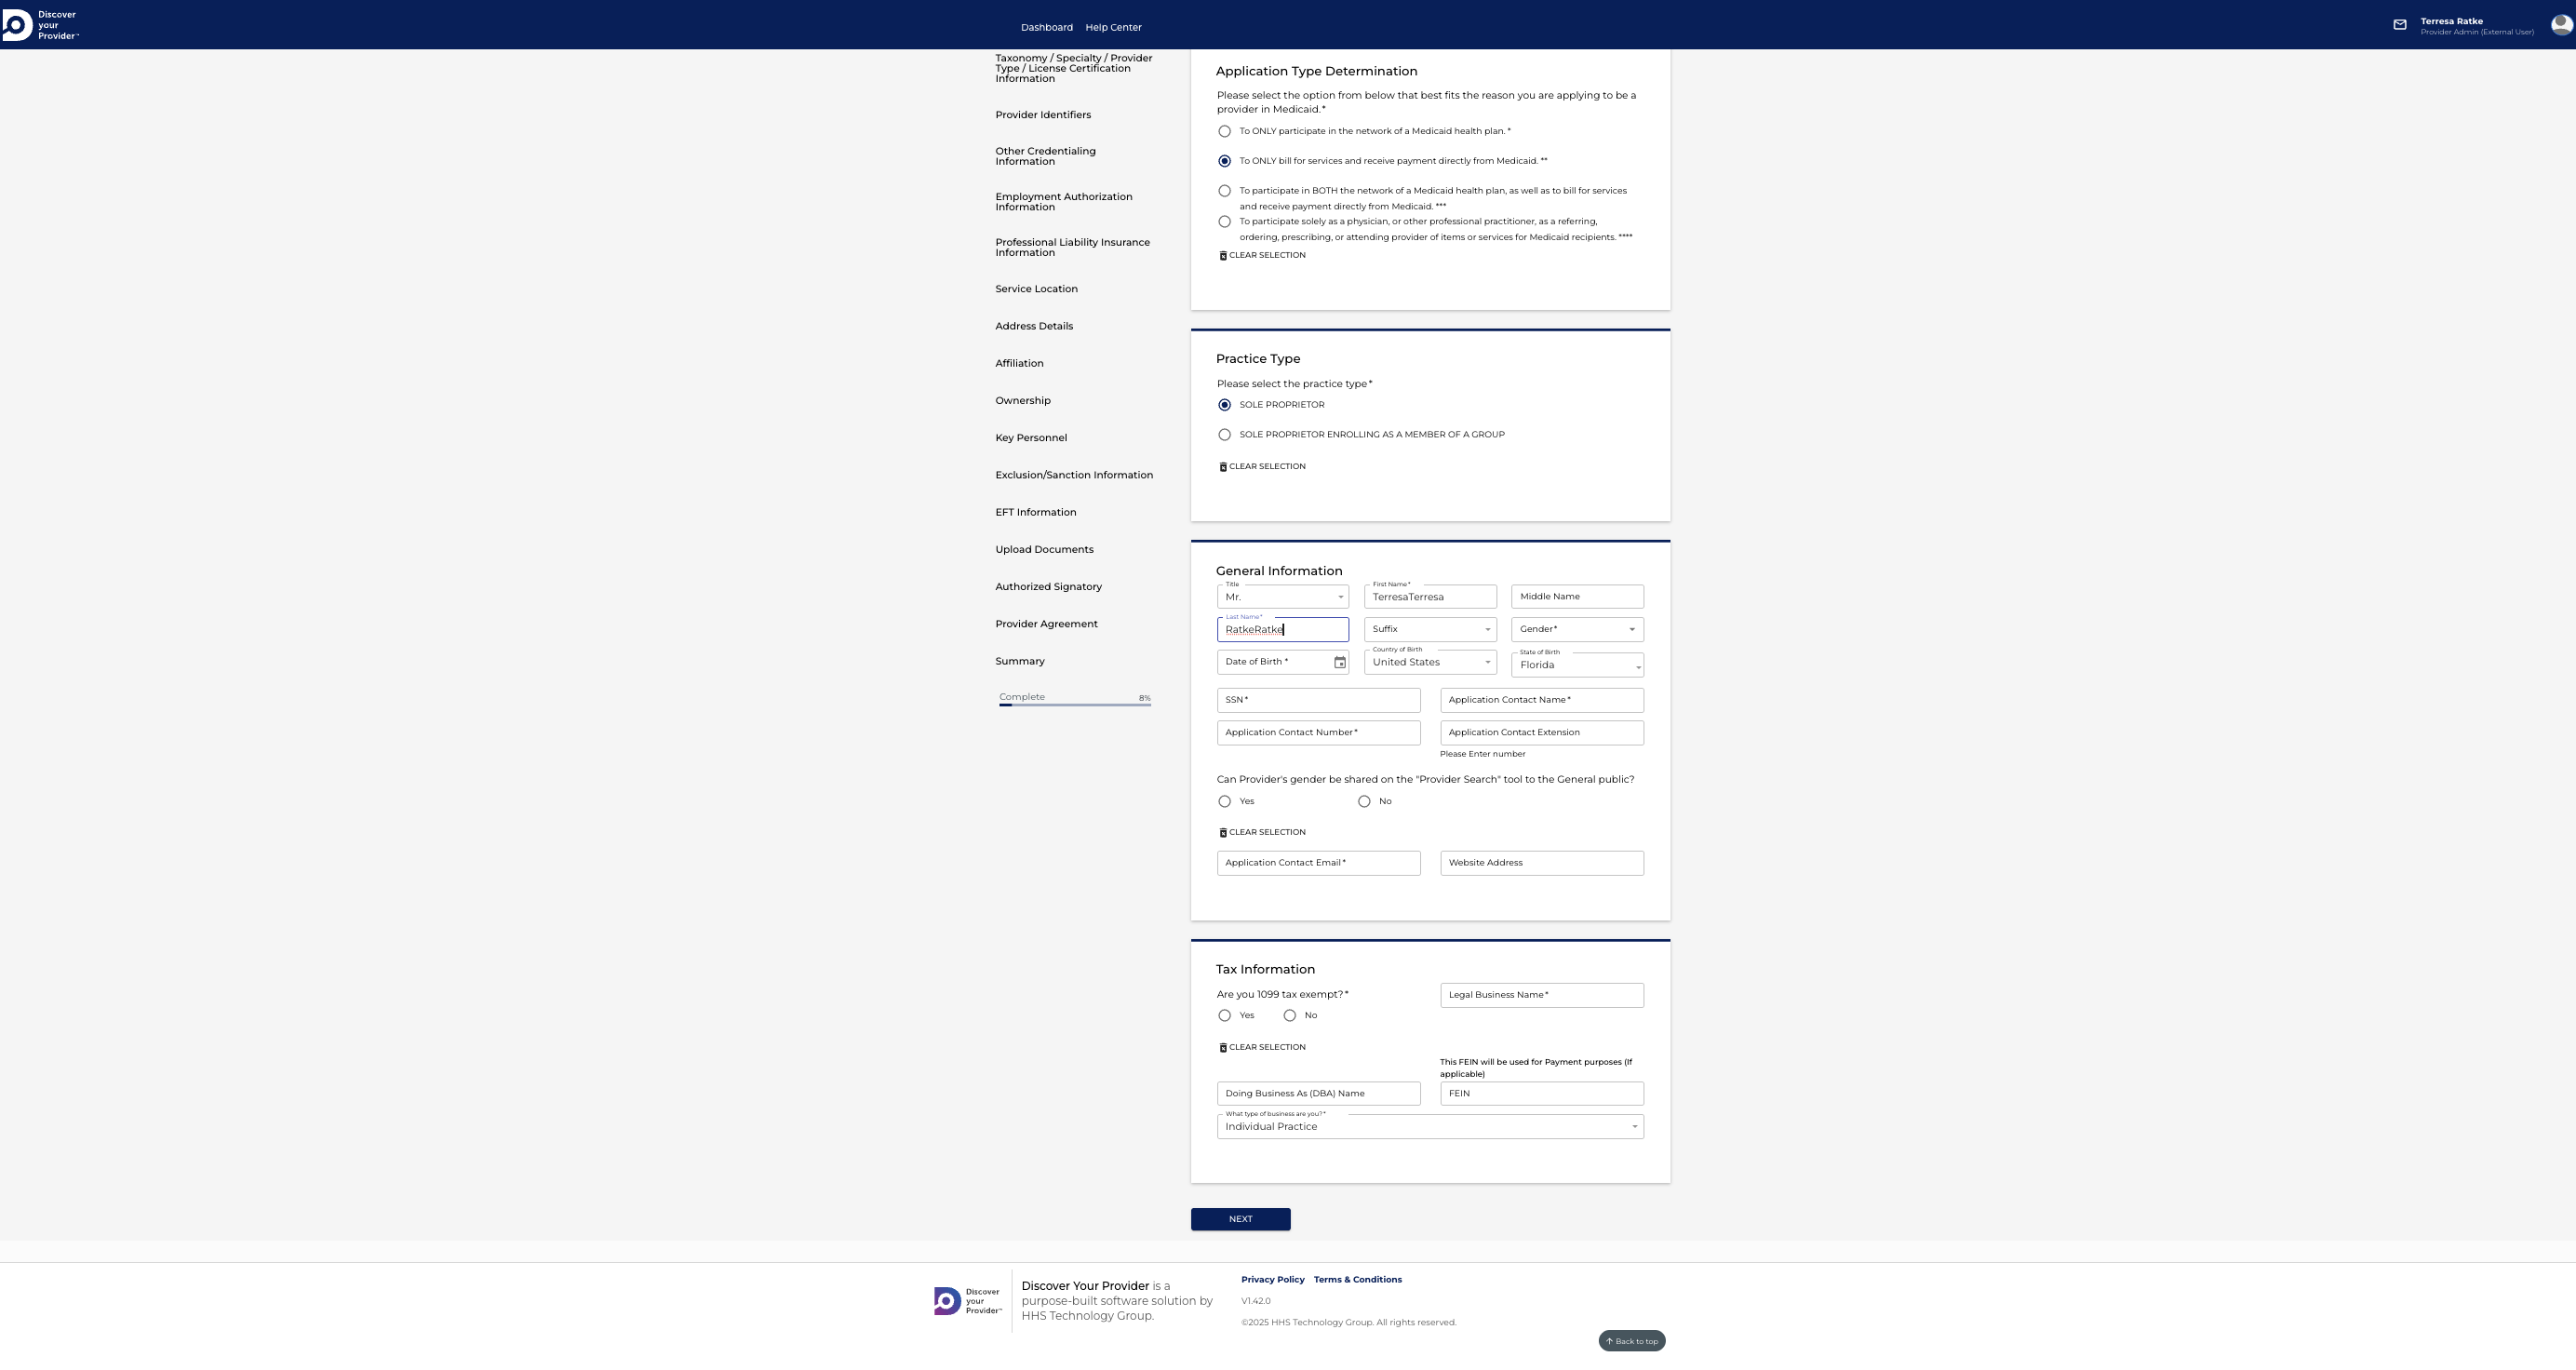 Discover
your
Provider™
Dashboard Help Center
Terresa Ratke
Provider Admin (External User)
Taxonomy / Specialty / Provider
Type / License Certification
Information
Provider Identifiers
Other Credentialing
Information
Employment Authorization
Information
Professional Liability Insurance
Information
Service Location
Address Details
Affiliation
Ownership
Key Personnel
Exclusion/Sanction Information
EFT Information
Upload Documents
Authorized Signatory
Provider Agreement
Summary
Complete 8%
Application Type Determination
Please select the option from below that best fits the reason you are applying to be a
provider in Medicaid.*
To ONLY participate in the network of a Medicaid health plan. *
To ONLY bill for services and receive payment directly from Medicaid. **
To participate in BOTH the network of a Medicaid health plan, as well as to bill for services
and receive payment directly from Medicaid. ***
To participate solely as a physician, or other professional practitioner, as a referring,
ordering, prescribing, or attending provider of items or services for Medicaid recipients. ****
CLEAR SELECTION
Practice Type
Please select the practice type*
SOLE PROPRIETOR
SOLE PROPRIETOR ENROLLING AS A MEMBER OF A GROUP
CLEAR SELECTION
General Information
Title First Name*
Mr. TerresaTerresa Middle Name
Last Name*
RatkeRatke Suffix Gender*
Country of Birth State of Birth
Date of Birth * United States Florida
SSN* Application Contact Name*
Application Contact Number* Application Contact Extension
Please Enter number
Can Provider's gender be shared on the "Provider Search" tool to the General public?
Yes No
CLEAR SELECTION
Application Contact Email* Website Address
Tax Information
Are you 1099 tax exempt?* Legal Business Name*
Yes No
CLEAR SELECTION
This FEIN will be used for Payment purposes (If
applicable)
Doing Business As (DBA) Name FEIN
What type of business are you?*
Individual Practice
NEXT
Discover
your
Provider™
Discover Your Provider is a
purpose-built software solution by
HHS Technology Group.
Privacy Policy Terms & Conditions
V1.42.0
©2025 HHS Technology Group. All rights reserved.
Back to top